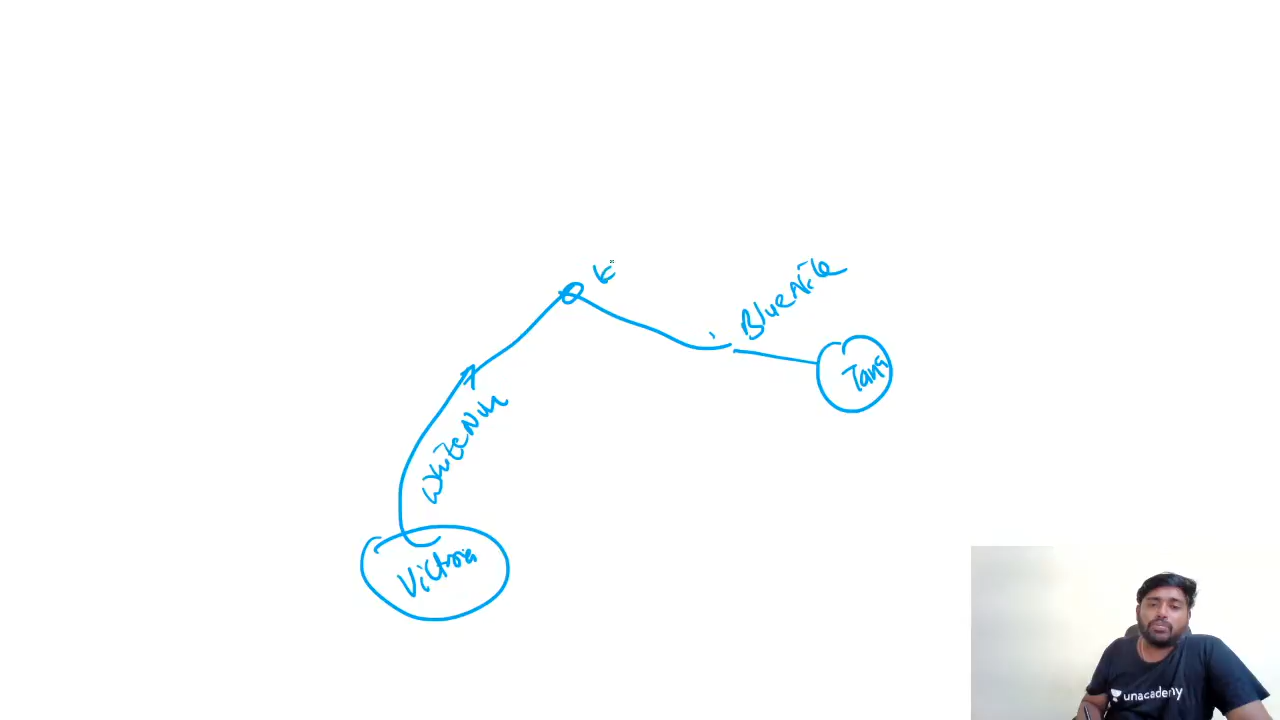 K
Blue Nile
Tana
White Nile
Victoria
unacademy